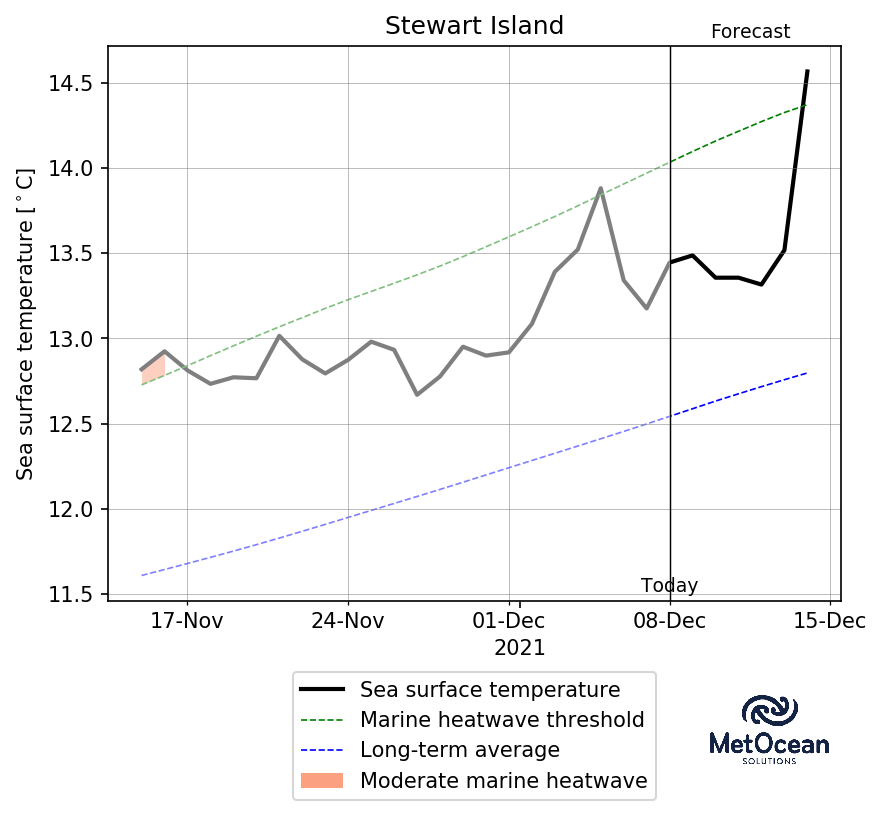 Stewart Island
Forecast
14.5
14.0
13.5
13.0
12.5
12.0
11.5
Sea surface temperature [°C]
Today
17-Nov 24-Nov 01-Dec 08-Dec 15-Dec
2021
Sea surface temperature
Marine heatwave threshold
Long-term average
Moderate marine heatwave
MetOcean
SOLUTIONS